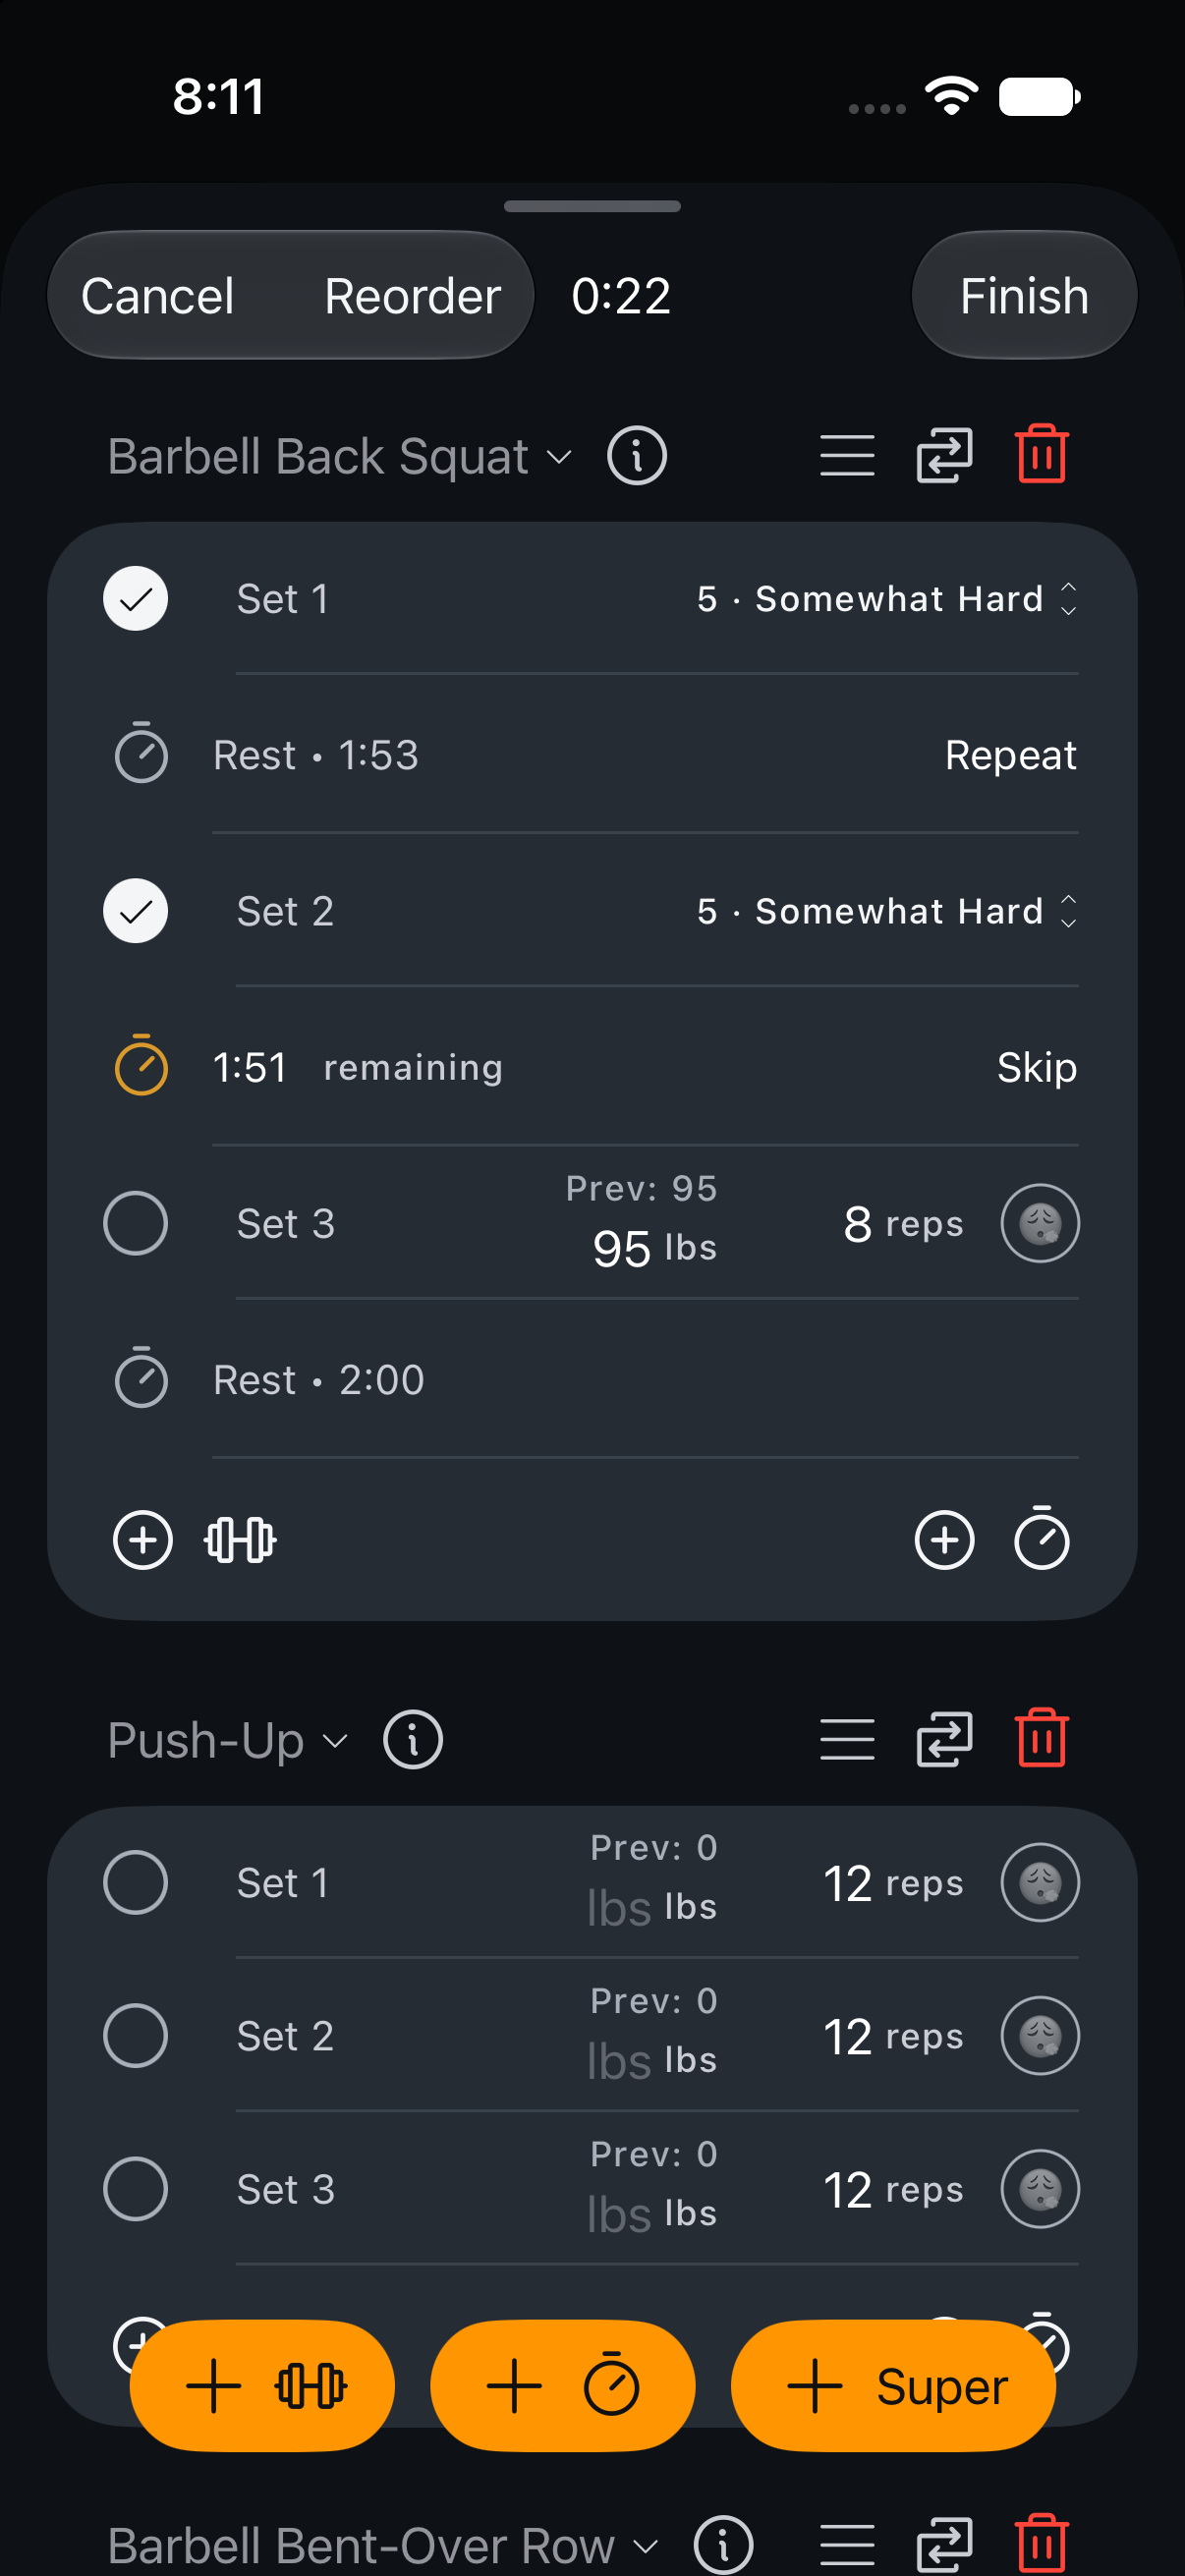 8:11
Cancel Reorder 0:22 Finish
Barbell Back Squat
Set 1 5 · Somewhat Hard
Rest • 1:53 Repeat
Set 2 5 · Somewhat Hard
1:51 remaining Skip
Prev: 95
Set 3 95 lbs 8 reps
Rest • 2:00
Push-Up
Prev: 0
Set 1 lbs lbs 12 reps
Prev: 0
Set 2 lbs lbs 12 reps
Prev: 0
Set 3 lbs lbs 12 reps
Super
Barbell Bent-Over Row